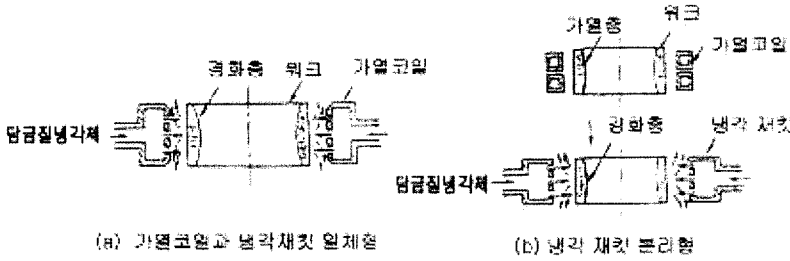 경화층 워크 가열코일
담금질냉각제
(a) 가열코일과 냉각재킷 일체형
가열층 워크
가열코일
경화층 냉각 재킷
담금질냉각제
(b) 냉각 재킷 분리형